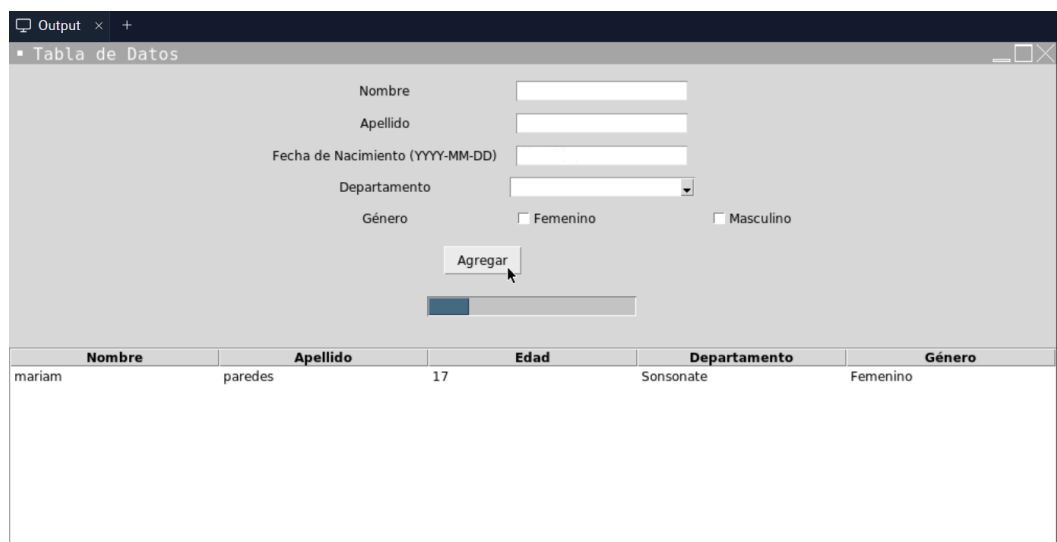 Output × +
Tabla de Datos
Nombre
Apellido
Fecha de Nacimiento (YYYY-MM-DD)
Departamento
Género Femenino Masculino
Agregar
Nombre Apellido Edad Departamento Género
mariam paredes 17 Sonsonate Femenino